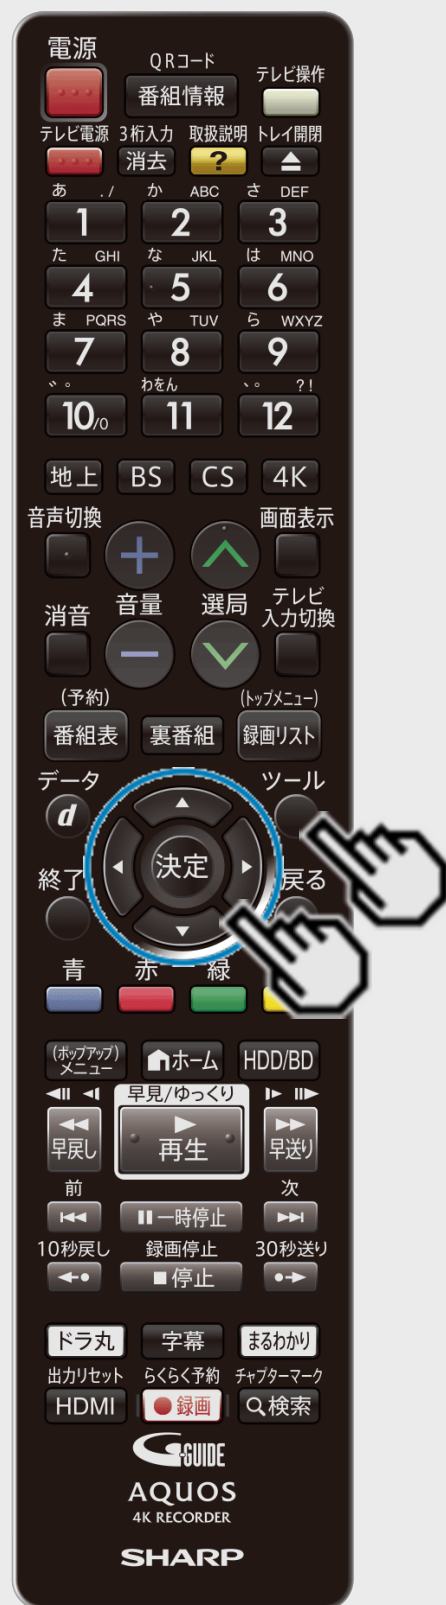 電源
QRコード
番組情報
テレビ操作
テレビ電源 3桁入力 取扱説明 トレイ開閉
消去 ?
あ ./ か ABC さ DEF
1 2 3
た GHI な JKL は MNO
4 5 6
ま PQRS や TUV ら WXYZ
7 8 9
゛゜ わをん 、。 ?!
10/0 11 12
地上 BS CS 4K
音声切換 画面表示
消音 音量 選局 テレビ
入力切換
(予約) (トップメニュー)
番組表 裏番組 録画リスト
データ ツール
d
決定
終了 戻る
青 赤 緑
(ポップアップ)
メニュー ホーム HDD/BD
早見/ゆっくり
早戻し 再生 早送り
前 次
一時停止
10秒戻し 録画停止 30秒送り
停止
ドラ丸 字幕 まるわかり
出力リセット らくらく予約 チャプターマーク
HDMI 録画 検索
G-GUIDE
AQUOS
4K RECORDER
SHARP